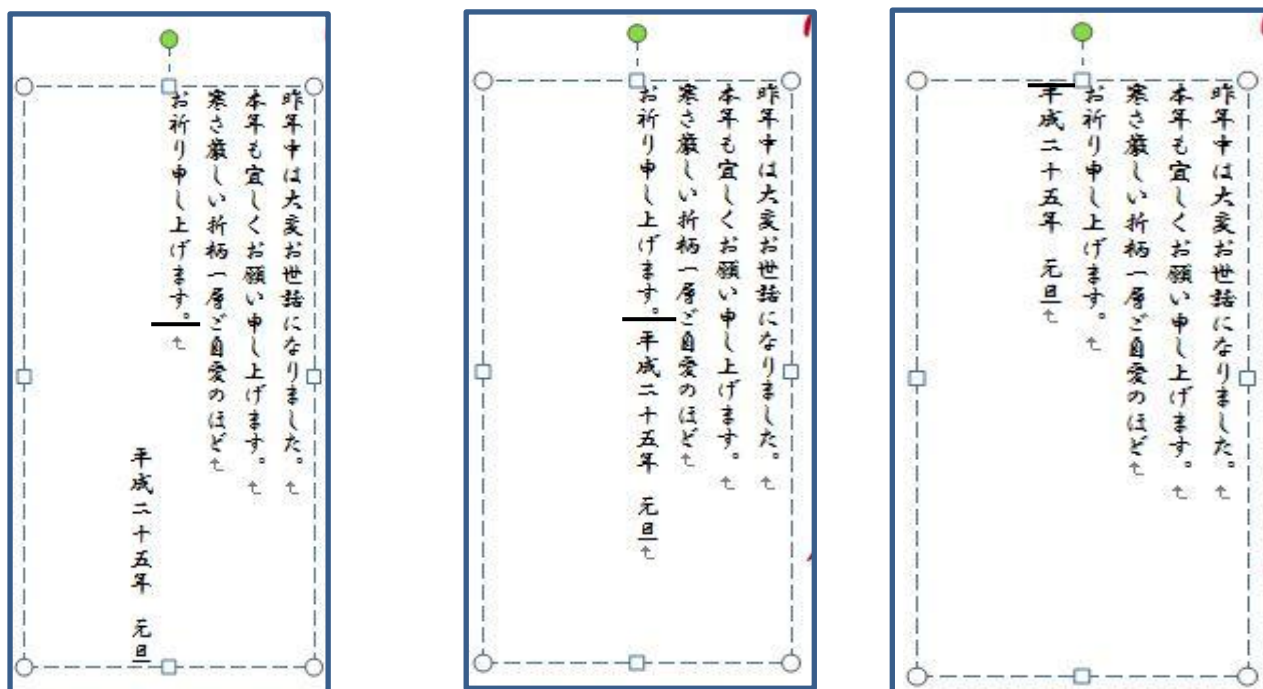 昨年中は大変お世話になりました。
本年も宜しくお願い申し上げます。
寒さ厳しい折柄一層ご自愛のほど
お祈り申し上げます。
平成二十五年 元旦
昨年中は大変お世話になりました。
本年も宜しくお願い申し上げます。
寒さ厳しい折柄一層ご自愛のほど
お祈り申し上げます。平成二十五年 元旦
昨年中は大変お世話になりました。
本年も宜しくお願い申し上げます。
寒さ厳しい折柄一層ご自愛のほど
お祈り申し上げます。
平成二十五年 元旦